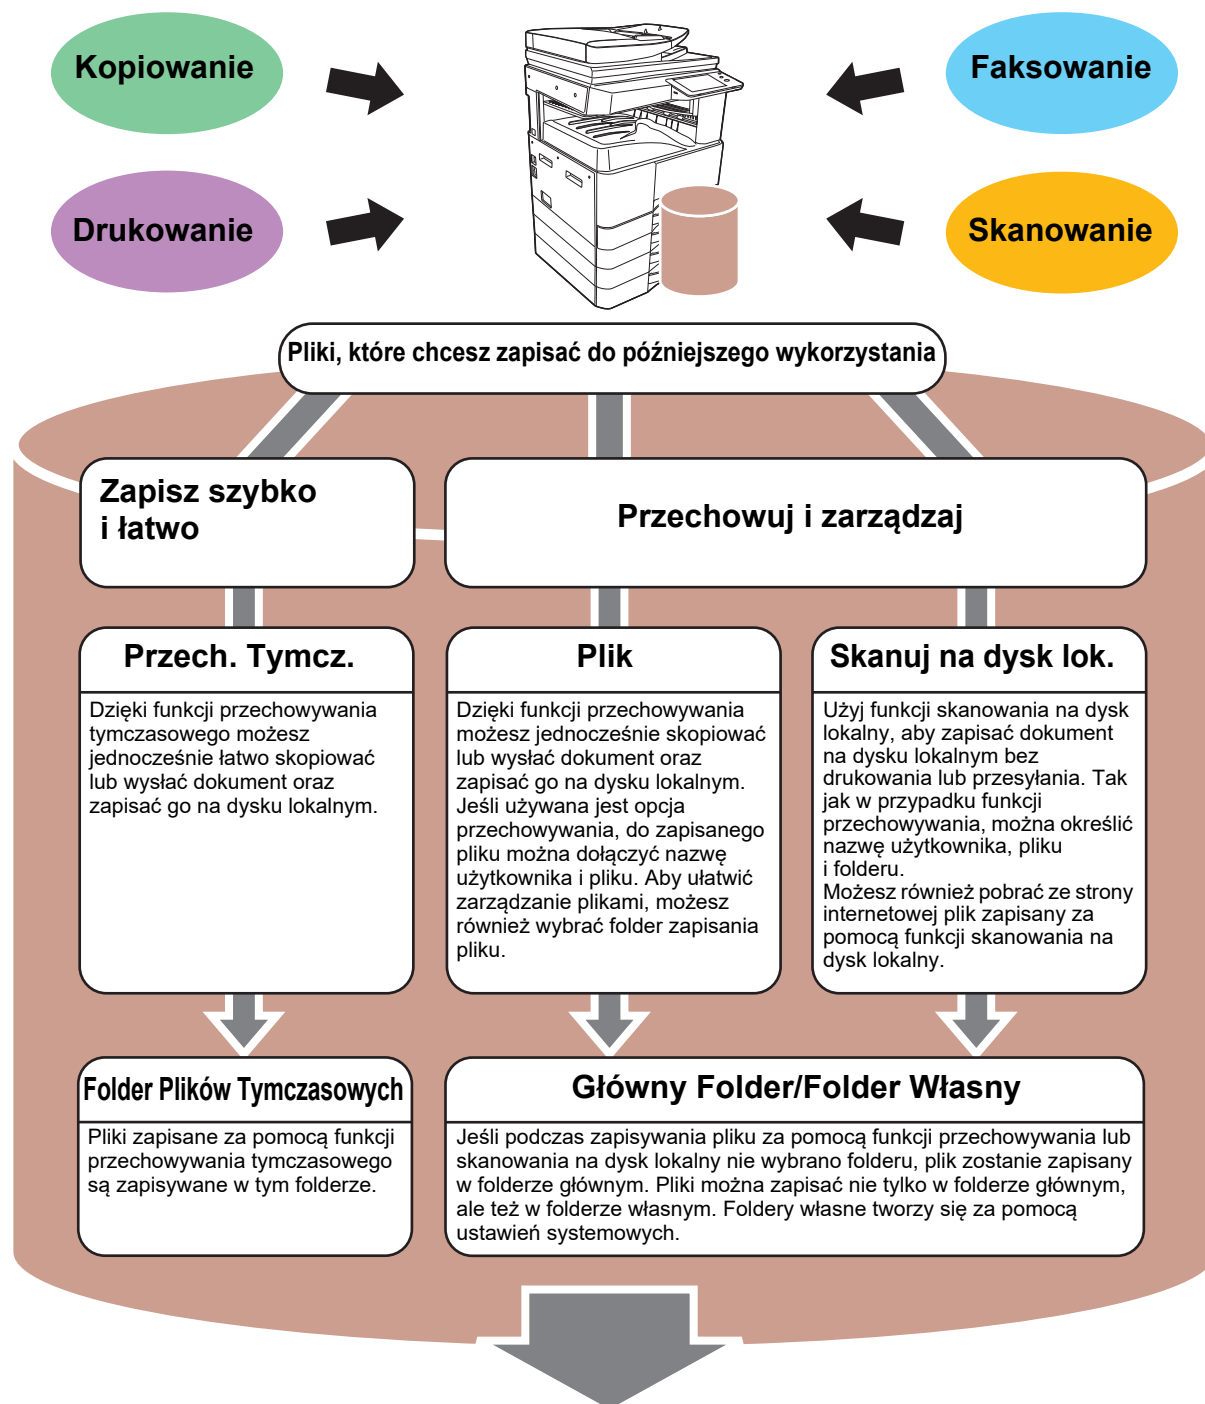 Kopiowanie
Faksowanie
Drukowanie
Skanowanie
Pliki, które chcesz zapisać do późniejszego wykorzystania
Zapisz szybko
i łatwo
Przechowuj i zarządzaj
Przech. Tymcz.
Dzięki funkcji przechowywania
tymczasowego możesz
jednocześnie łatwo skopiować
lub wysłać dokument oraz
zapisać go na dysku lokalnym.
Plik
Dzięki funkcji przechowywania
możesz jednocześnie skopiować
lub wysłać dokument oraz
zapisać go na dysku lokalnym.
Jeśli używana jest opcja
przechowywania, do zapisanego
pliku można dołączyć nazwę
użytkownika i pliku. Aby ułatwić
zarządzanie plikami, możesz
również wybrać folder zapisania
pliku.
Skanuj na dysk lok.
Użyj funkcji skanowania na dysk
lokalny, aby zapisać dokument
na dysku lokalnym bez
drukowania lub przesyłania. Tak
jak w przypadku funkcji
przechowywania, można określić
nazwę użytkownika, pliku
i folderu.
Możesz również pobrać ze strony
internetowej plik zapisany za
pomocą funkcji skanowania na
dysk lokalny.
Folder Plików Tymczasowych
Pliki zapisane za pomocą funkcji
przechowywania tymczasowego
są zapisywane w tym folderze.
Główny Folder/Folder Własny
Jeśli podczas zapisywania pliku za pomocą funkcji przechowywania lub
skanowania na dysk lokalny nie wybrano folderu, plik zostanie zapisany
w folderze głównym. Pliki można zapisać nie tylko w folderze głównym,
ale też w folderze własnym. Foldery własne tworzy się za pomocą
ustawień systemowych.